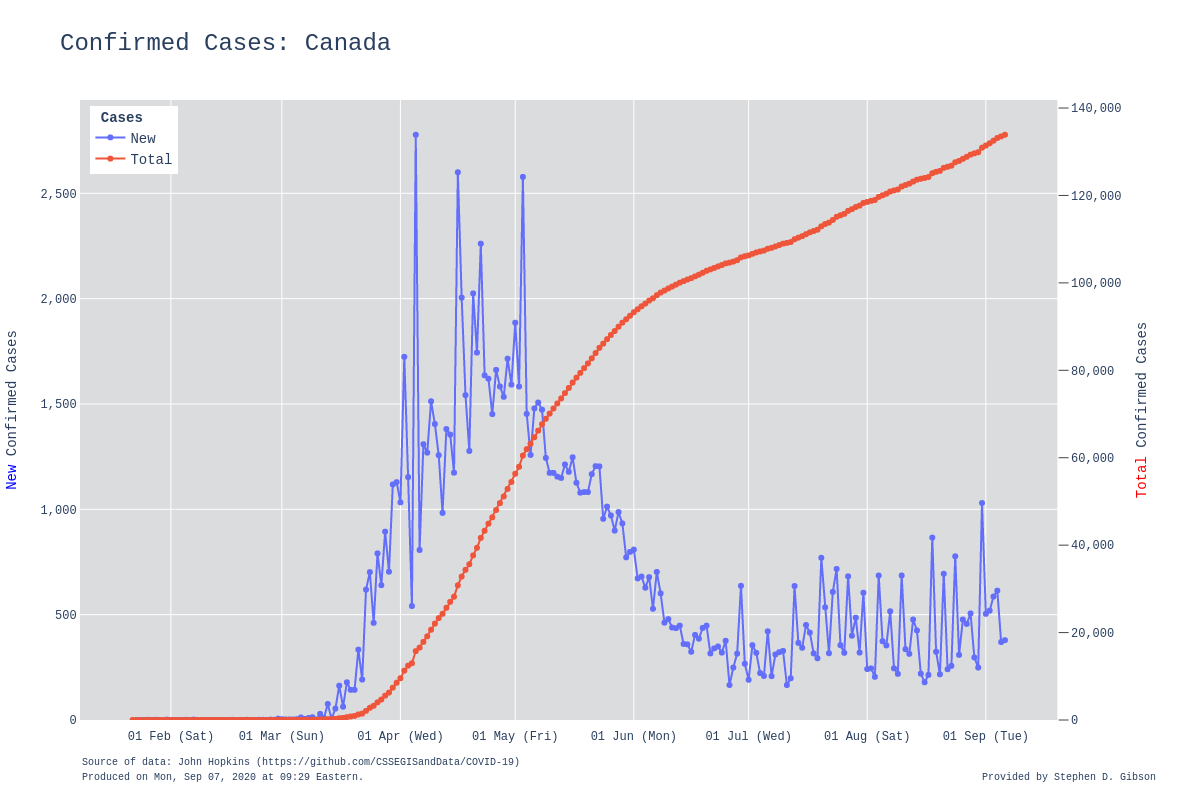 Confirmed Cases: Canada
Cases
New
Total
2,500
2,000
1,500
1,000
500
0
140,000
120,000
100,000
80,000
60,000
40,000
20,000
0
New Confirmed Cases
Total Confirmed Cases
01 Feb (Sat) 01 Mar (Sun) 01 Apr (Wed) 01 May (Fri) 01 Jun (Mon) 01 Jul (Wed) 01 Aug (Sat) 01 Sep (Tue)
Source of data: John Hopkins (https://github.com/CSSEGISandData/COVID-19)
Produced on Mon, Sep 07, 2020 at 09:29 Eastern.
Provided by Stephen D. Gibson